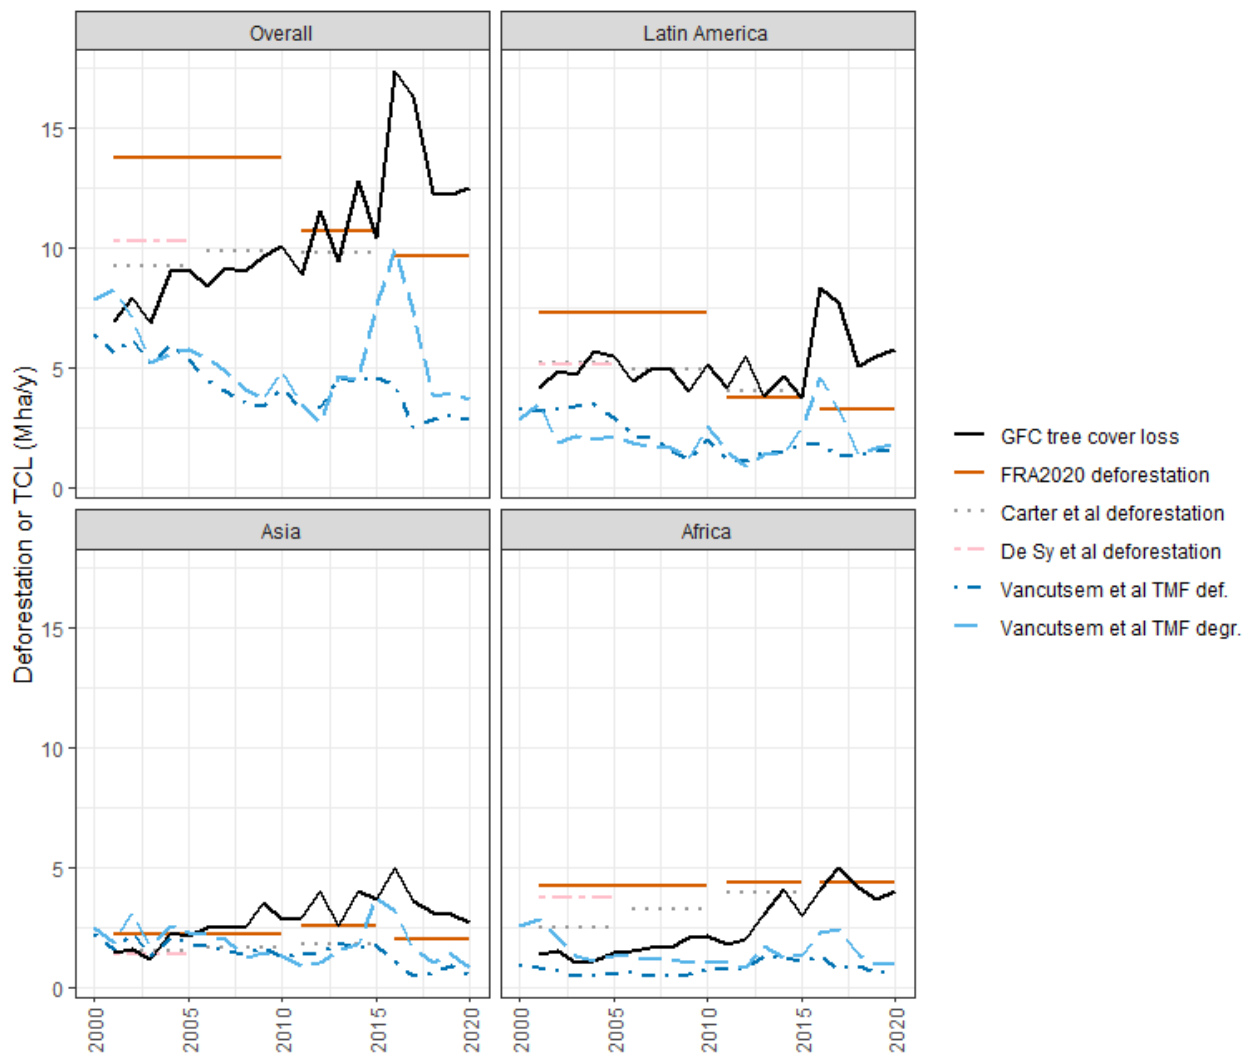 Overall
Latin America
Deforestation or TCL (Mha/y)
15
10
5
0
Asia
Africa
15
10
5
0
2000
2005
2010
2015
2020
2000
2005
2010
2015
2020
GFC tree cover loss
FRA2020 deforestation
Carter et al deforestation
De Sy et al deforestation
Vancutsem et al TMF def.
Vancutsem et al TMF degr.